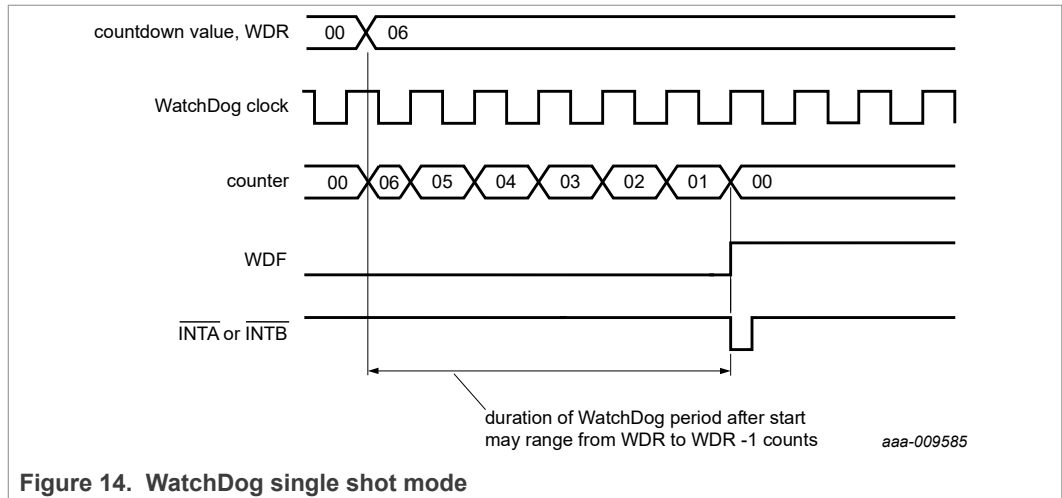 countdown value, WDR 00 06
WatchDog clock
counter 00 06 05 04 03 02 01 00
WDF
INTA or INTB
duration of WatchDog period after start
may range from WDR to WDR -1 counts
aaa-009585
Figure 14. WatchDog single shot mode